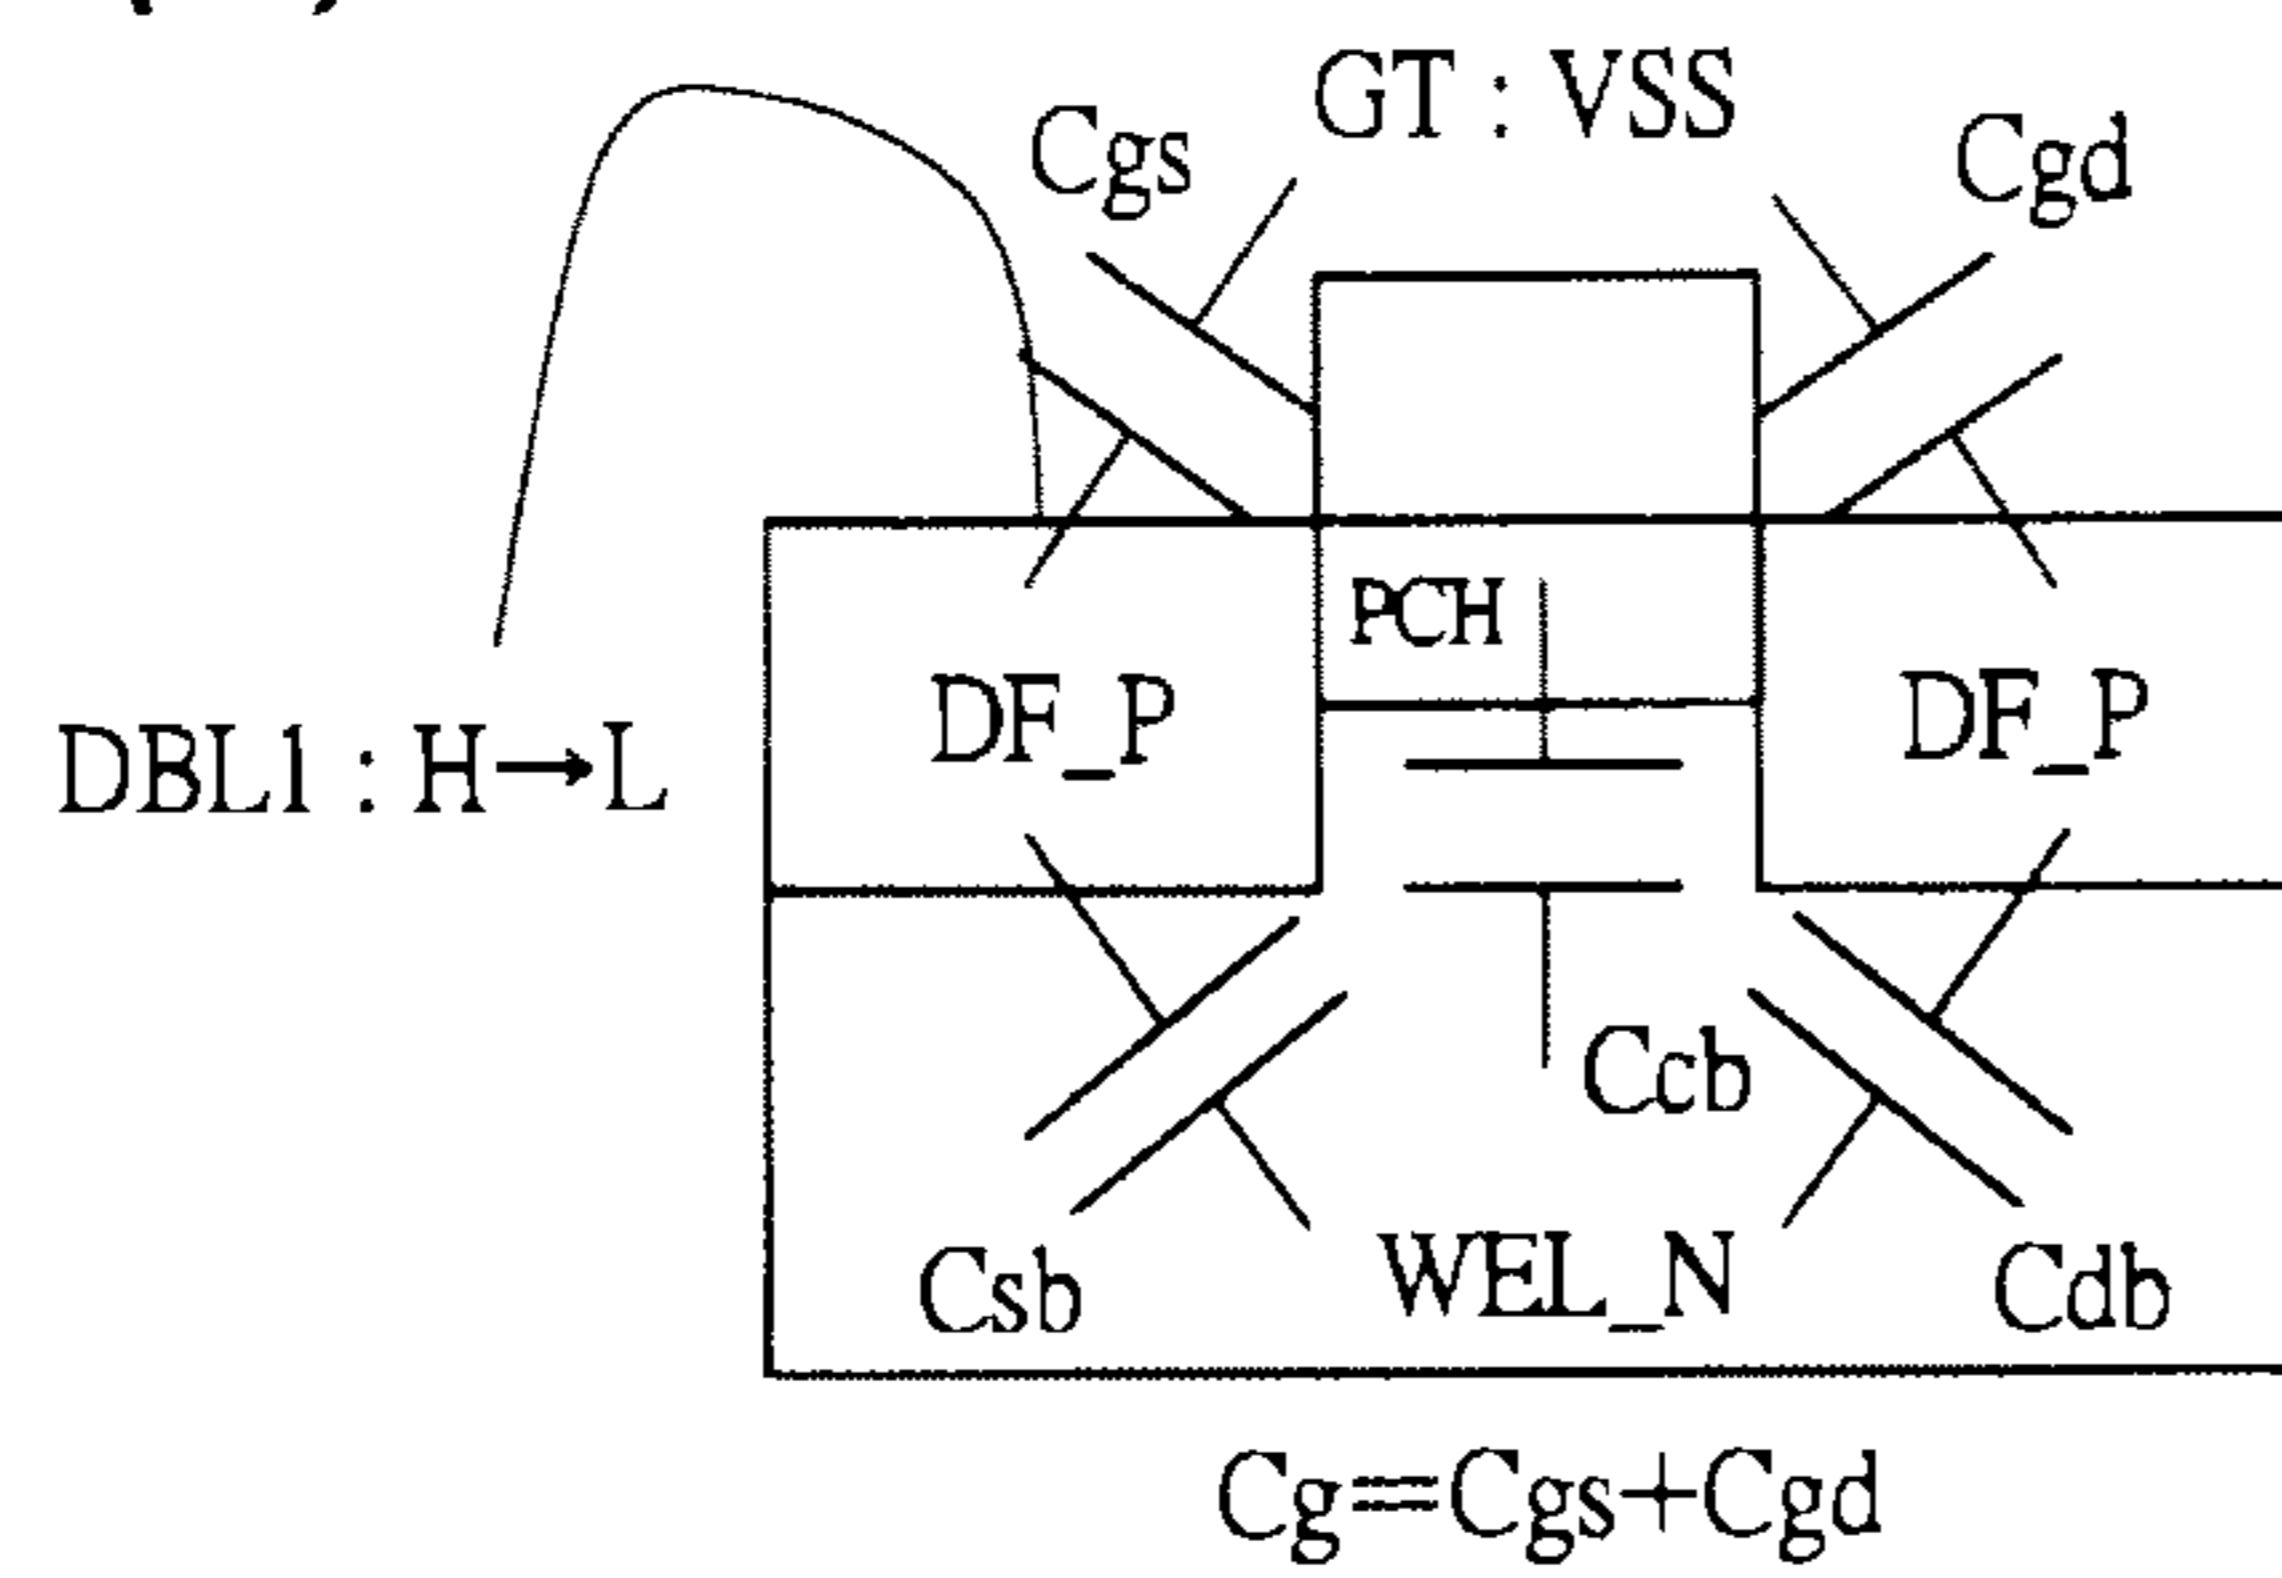 GT : VSS
Cgs
Cgd
PCH
DF_P
DF_P
DBL1 : H→L
Ccb
Csb
WEL_N
Cdb
Cg=Cgs+Cgd